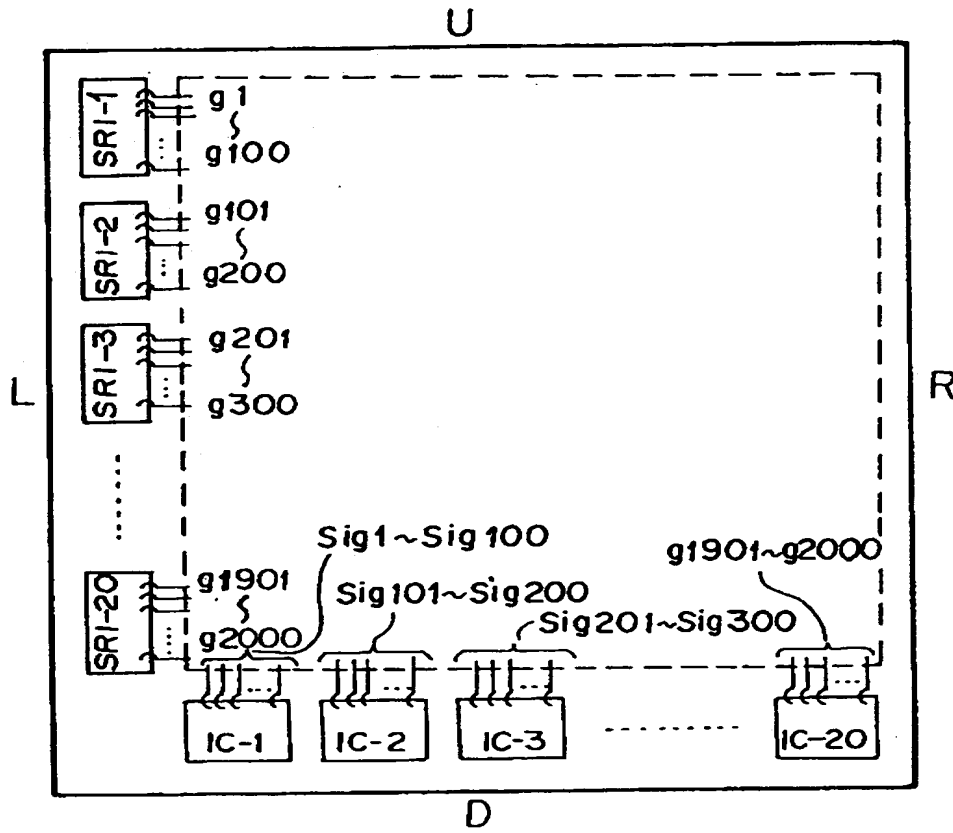 U
SR1-1
g1
g100
SR1-2
g101
g200
SR1-3
g201
g300
L
R
SR1-20
g1901
g2000
Sig1~Sig100
Sig101~Sig200
Sig201~Sig300
g1901~g2000
IC-1
IC-2
IC-3
IC-20
D